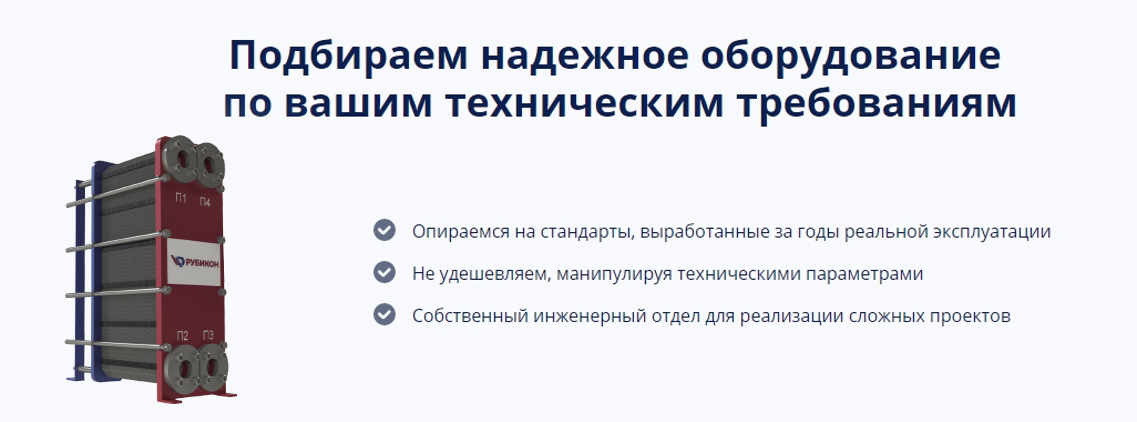 Подбираем надежное оборудование
по вашим техническим требованиям
П1 П4
РУБИКОН
Опираемся на стандарты, выработанные за годы реальной эксплуатации
Не удешевляем, манипулируя техническими параметрами
Собственный инженерный отдел для реализации сложных проектов
П2 П3